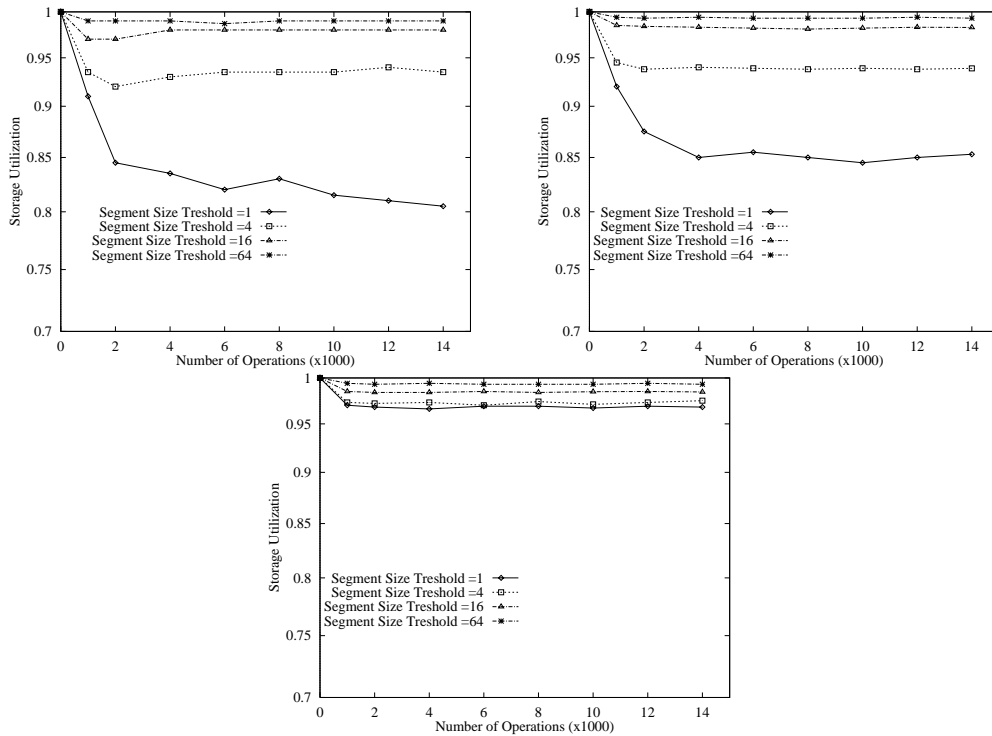 1
0.95
0.9
0.85
0.8
0.75
0.7
Storage Utilization
Segment Size Treshold =1
Segment Size Treshold =4
Segment Size Treshold =16
Segment Size Treshold =64
0 2 4 6 8 10 12 14
Number of Operations (x1000)
1
0.95
0.9
0.85
0.8
0.75
0.7
Storage Utilization
Segment Size Treshold =1
Segment Size Treshold =4
Segment Size Treshold =16
Segment Size Treshold =64
0 2 4 6 8 10 12 14
Number of Operations (x1000)
1
0.95
0.9
0.85
0.8
0.75
0.7
Storage Utilization
Segment Size Treshold =1
Segment Size Treshold =4
Segment Size Treshold =16
Segment Size Treshold =64
0 2 4 6 8 10 12 14
Number of Operations (x1000)